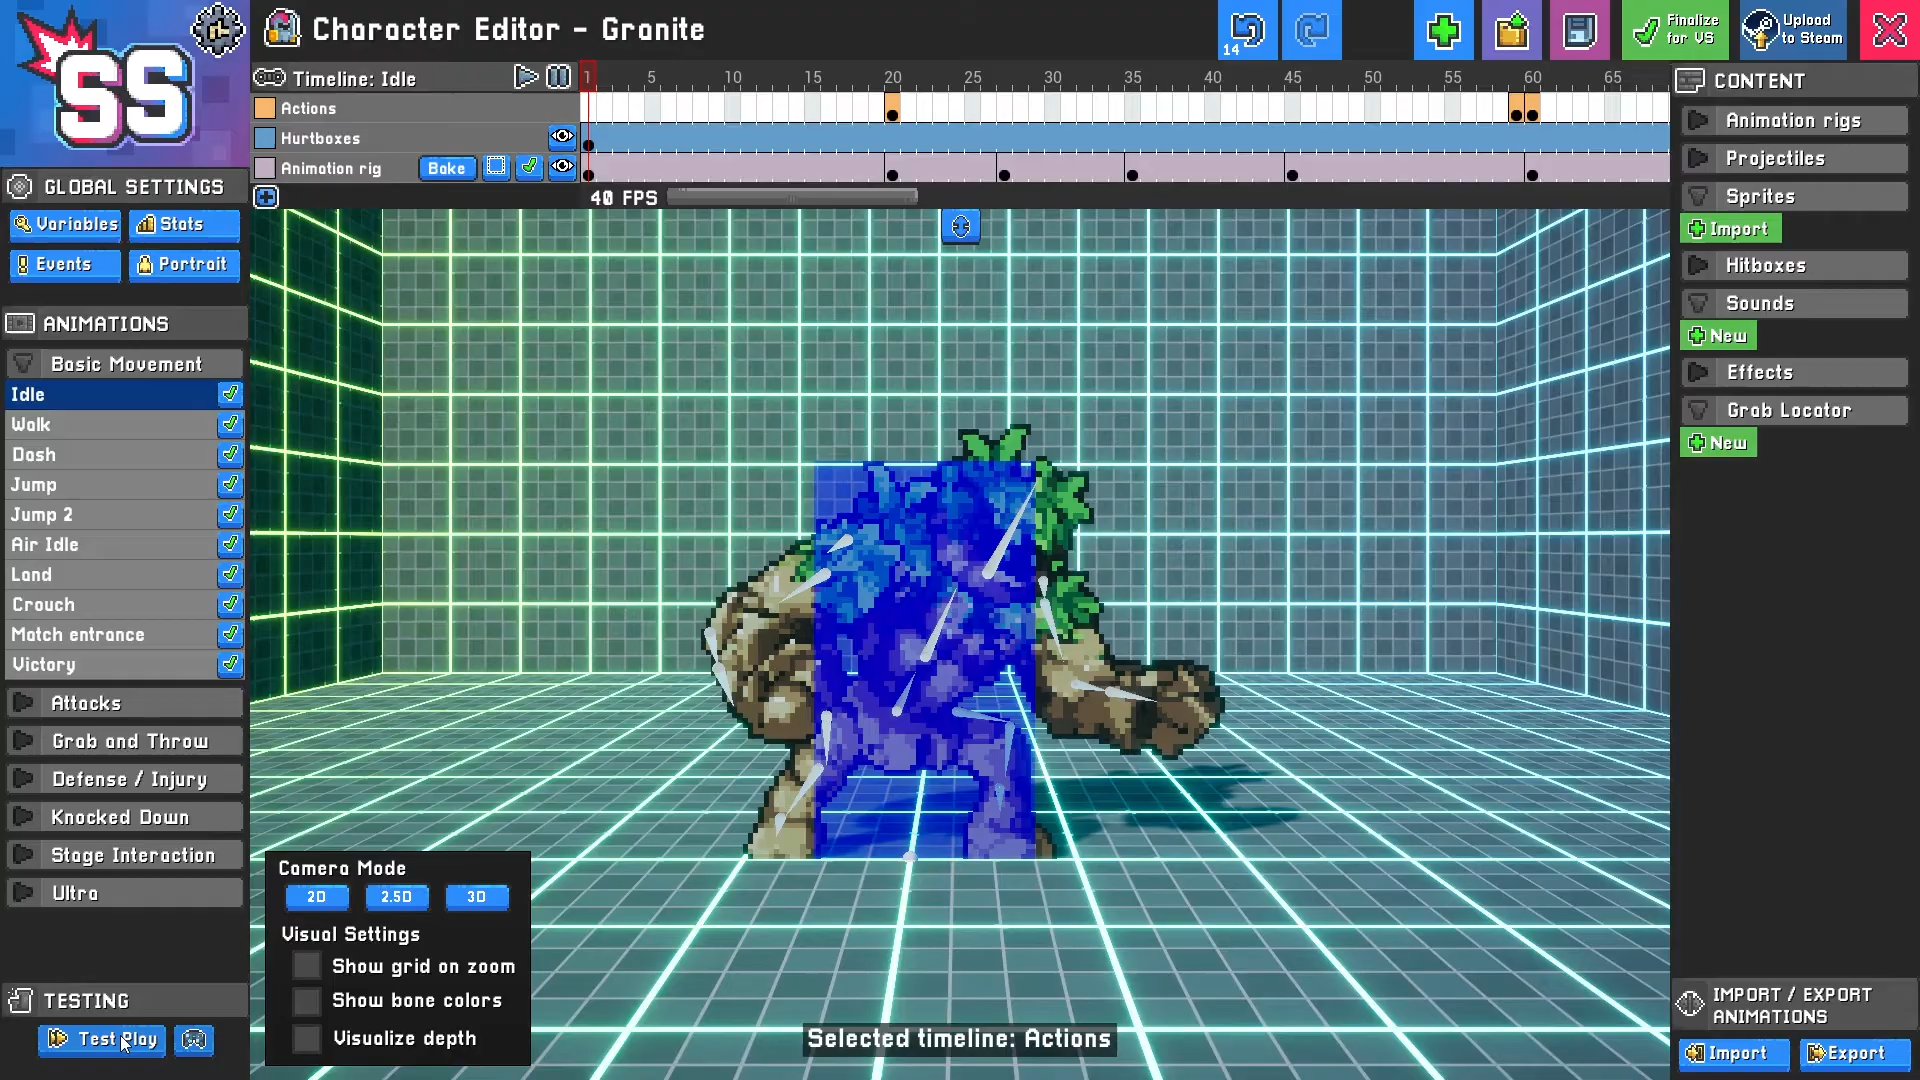 SS
Character Editor - Granite
14
Finalize for VS
Upload to Steam
Timeline: Idle
1 5 10 15 20 25 30 35 40 45 50 55 60 65
Actions
Hurtboxes
Animation rig
Bake
40 FPS
GLOBAL SETTINGS
Variables
Stats
Events
Portrait
ANIMATIONS
Basic Movement
Idle
Walk
Dash
Jump
Jump 2
Air Idle
Land
Crouch
Match entrance
Victory
Attacks
Grab and Throw
Defense / Injury
Knocked Down
Stage Interaction
Ultra
TESTING
Test Play
Camera Mode
2D 2.5D 3D
Visual Settings
Show grid on zoom
Show bone colors
Visualize depth
Selected timeline: Actions
CONTENT
Animation rigs
Projectiles
Sprites
Import
Hitboxes
Sounds
New
Effects
Grab Locator
New
IMPORT / EXPORT
ANIMATIONS
Import
Export